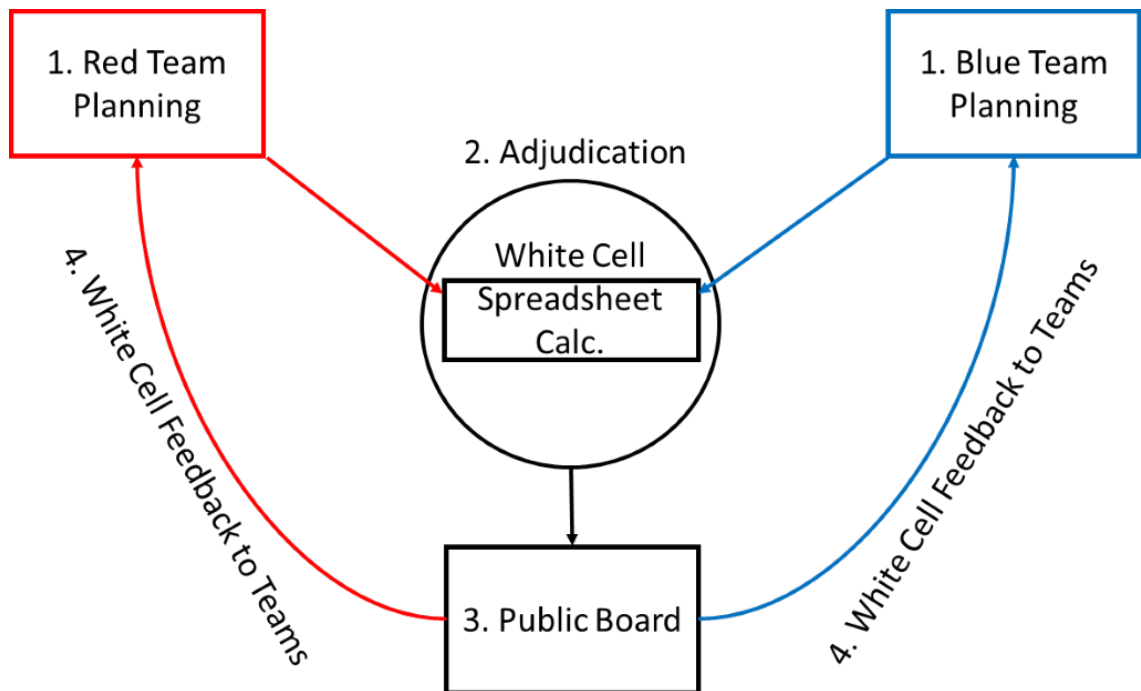 1. Red Team
Planning
1. Blue Team
Planning
2. Adjudication
White Cell
Spreadsheet
Calc.
4. White Cell Feedback to Teams
4. White Cell Feedback to Teams
3. Public Board